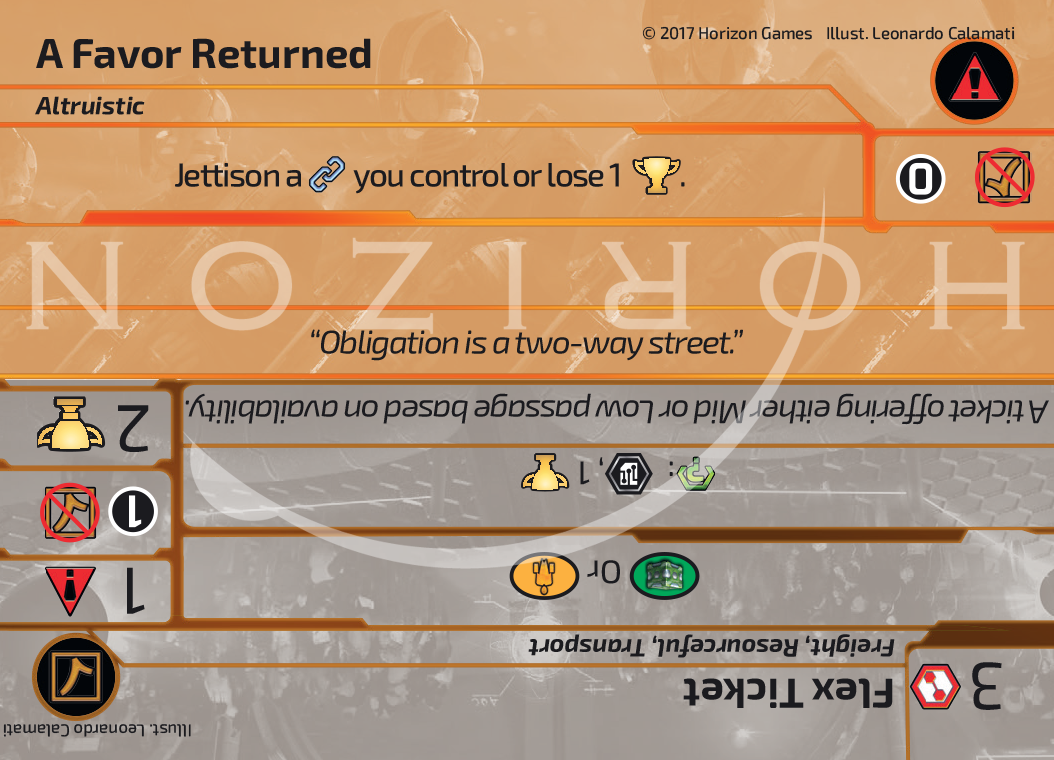 A Favor Returned
© 2017 Horizon Games Illust. Leonardo Calamati
Altruistic
Jettison a you control or lose 1 .
0
HORIZON
“Obligation is a two-way street.”
3
Flex Ticket
Freight, Resourceful, Transport
Or
: , 1
A ticket offering either Mid or Low passage based on availability.
1
1
2
Illust. Leonardo Calamati